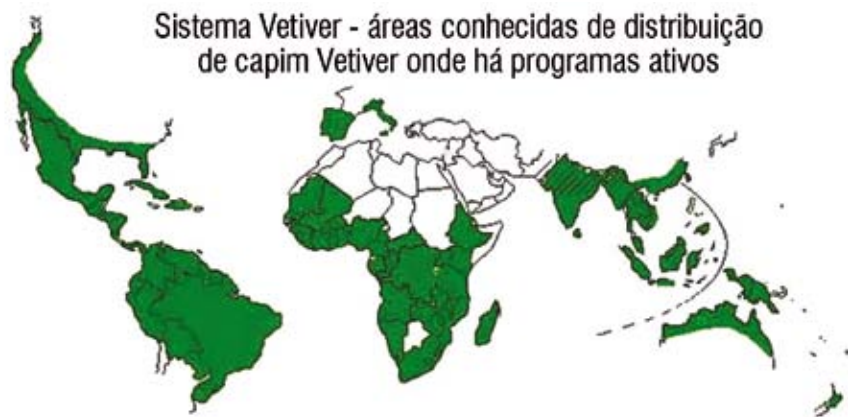 Sistema Vetiver - áreas conhecidas de distribuição
de capim Vetiver onde há programas ativos